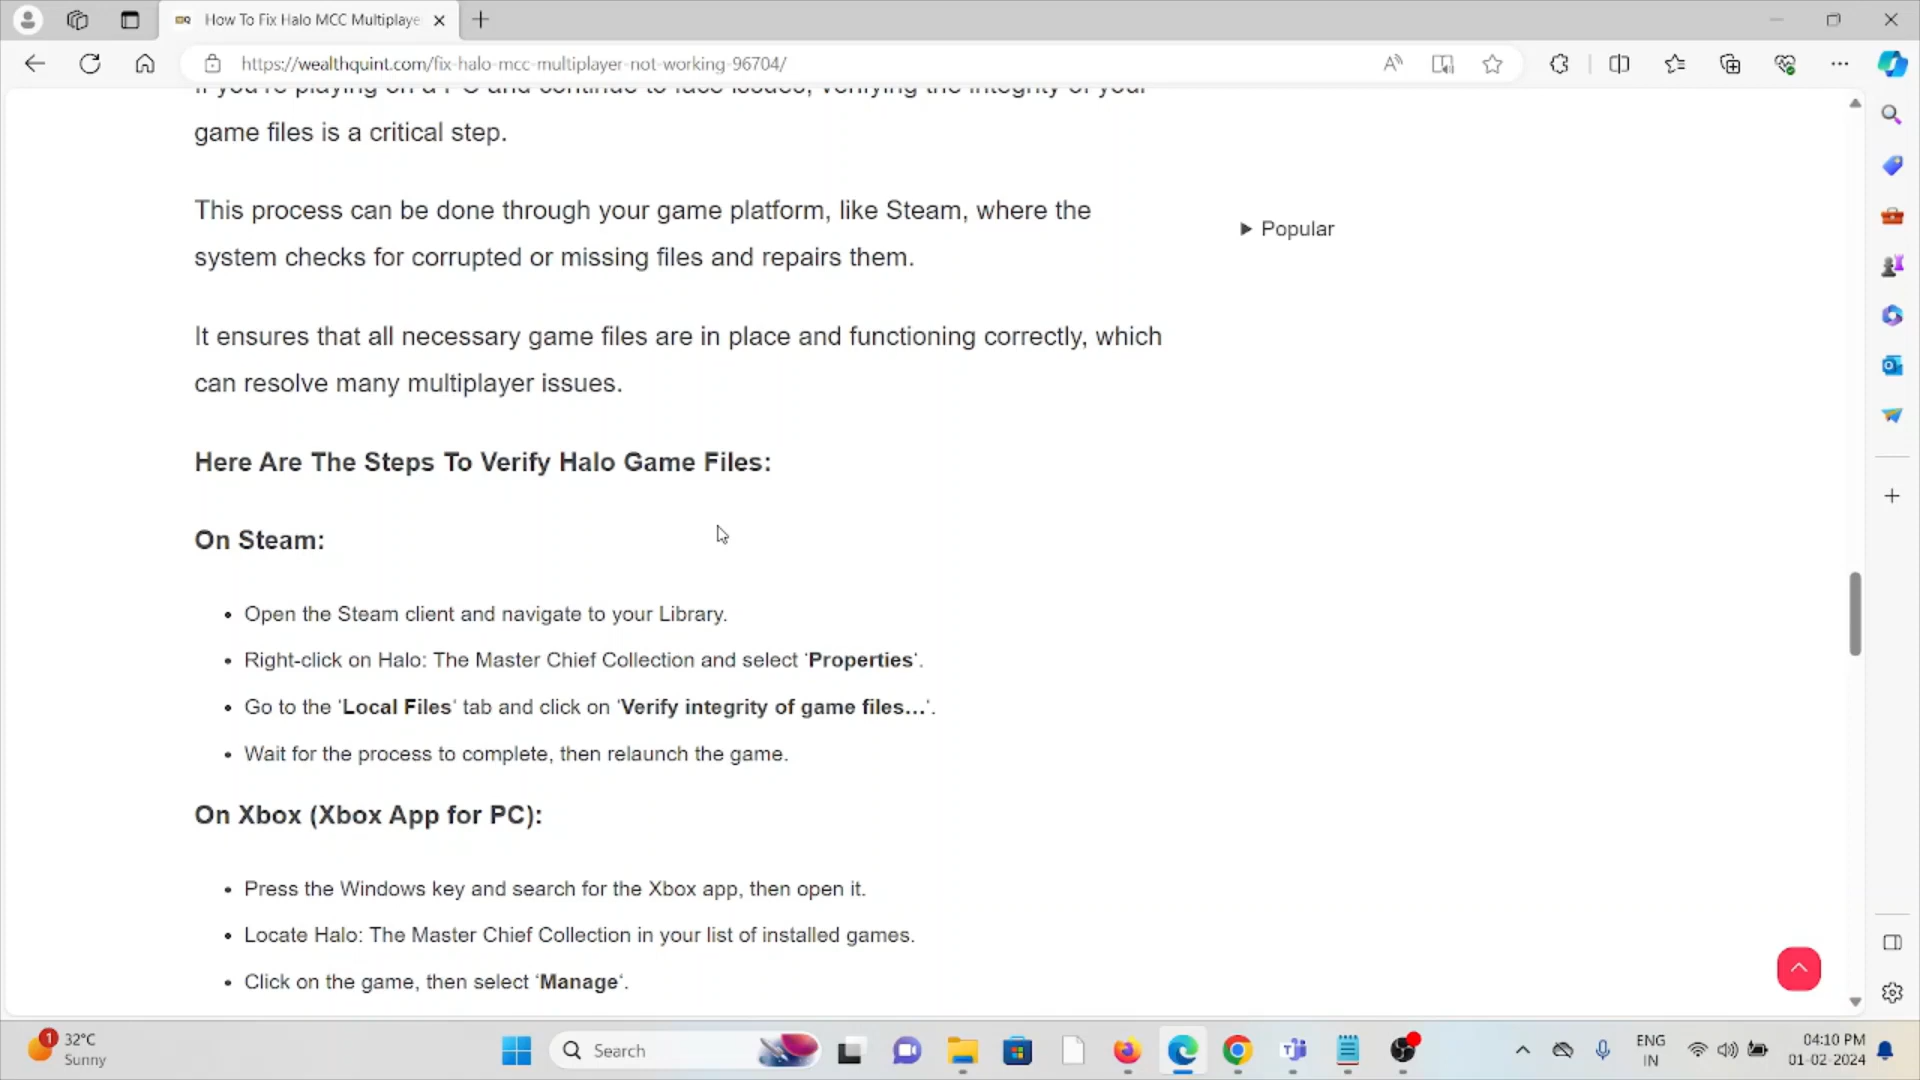 How To Fix Halo MCC Multiplaye
https://wealthquint.com/fix-halo-mcc-multiplayer-not-working-96704/
If you're playing on a PC and continue to face issues, verifying the integrity of your
game files is a critical step.
This process can be done through your game platform, like Steam, where the
system checks for corrupted or missing files and repairs them.
Popular
It ensures that all necessary game files are in place and functioning correctly, which
can resolve many multiplayer issues.
Here Are The Steps To Verify Halo Game Files:
On Steam:
• Open the Steam client and navigate to your Library.
• Right-click on Halo: The Master Chief Collection and select ‘Properties‘.
• Go to the ‘Local Files‘ tab and click on ‘Verify integrity of game files…‘.
• Wait for the process to complete, then relaunch the game.
On Xbox (Xbox App for PC):
• Press the Windows key and search for the Xbox app, then open it.
• Locate Halo: The Master Chief Collection in your list of installed games.
• Click on the game, then select ‘Manage‘.
1
32°C
Sunny
Search
ENG
IN
04:10 PM
01-02-2024